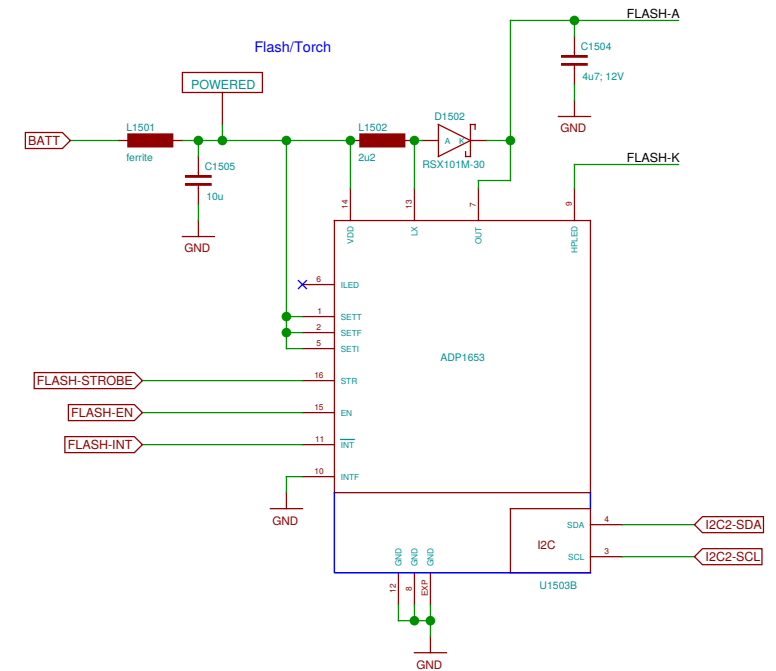 FLASH-A
Flash/Torch
C1504
4u7; 12V
GND
POWERED
L1501
L1502
D1502
BATT
A K
ferrite
2u2
RSX101M-30
C1505
10u
GND
FLASH-K
14
13
7
9
VDD
LX
OUT
HPLED
6 ILED
1 SETT
2 SETF
5 SETI
ADP1653
FLASH-STROBE 16 STR
FLASH-EN 15 EN
FLASH-INT 11 INT
10 INTF
GND
SDA 4 I2C2-SDA
I2C
SCL 3 I2C2-SCL
GND
GND
GND
12
8
EXP
U1503B
GND